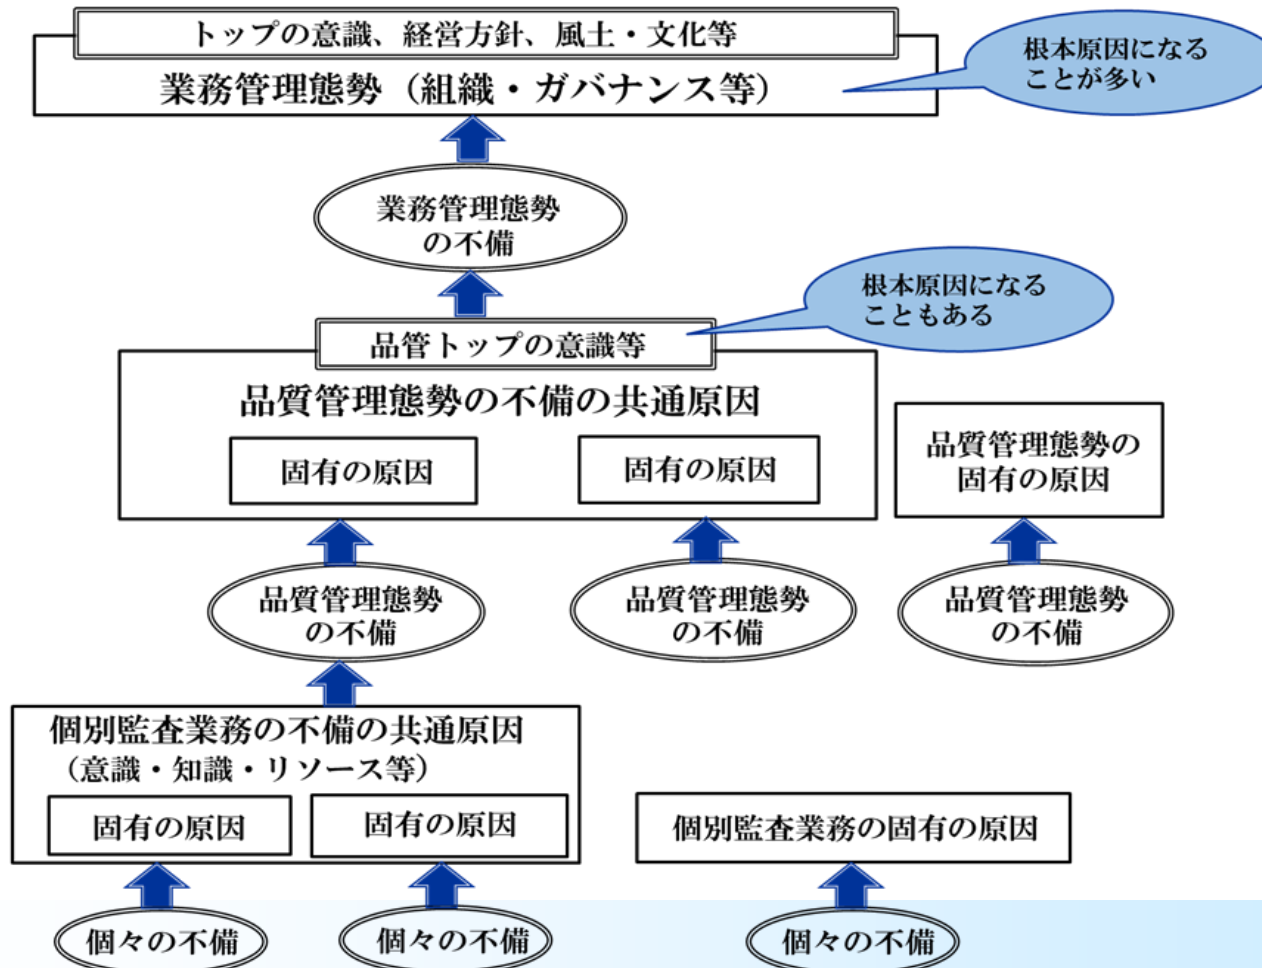 トップの意識、経営方針、風土・文化等
業務管理態勢（組織・ガバナンス等）
根本原因になる
ことが多い
業務管理態勢
の不備
根本原因になる
こともある
品管トップの意識等
品質管理態勢の不備の共通原因
固有の原因
固有の原因
品質管理態勢の
固有の原因
品質管理態勢
の不備
品質管理態勢
の不備
品質管理態勢
の不備
個別監査業務の不備の共通原因
（意識・知識・リソース等）
固有の原因
固有の原因
個別監査業務の固有の原因
個々の不備
個々の不備
個々の不備